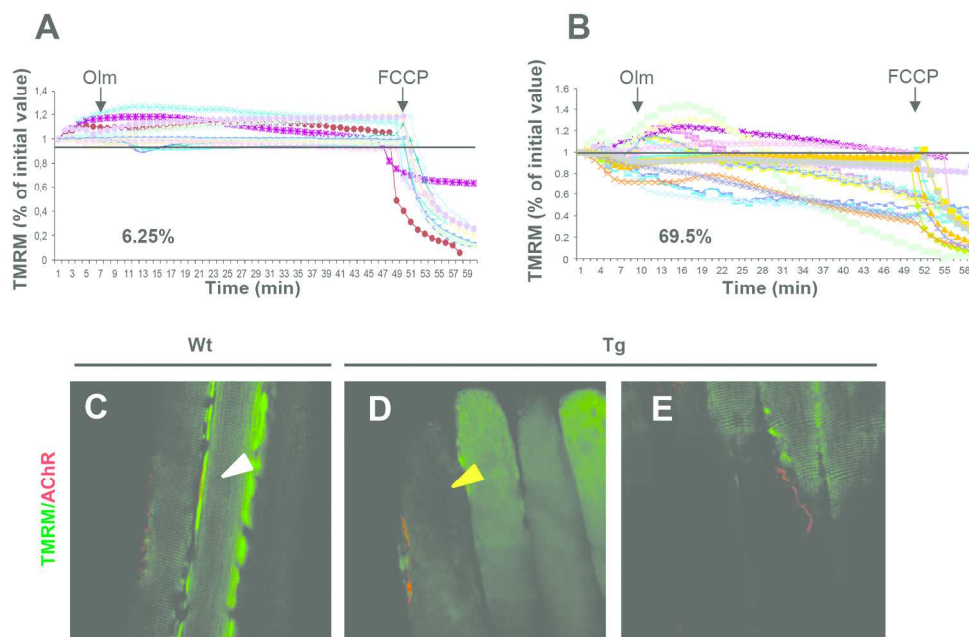 A
B
Olm
FCCP
Olm
FCCP
TMRM (% of initial value)
1,4
1,2
1
0,8
0,6
0,4
0,2
0
6.25%
1 3 5 7 9 11 13 15 17 19 21 23 25 27 29 31 33 35 37 39 41 43 45 47 49 51 53 55 57 59
Time (min)
TMRM (% of initial value)
1.6
1.4
1.2
1
0.8
0.6
0.4
0.2
0
69.5%
1 4 7 10 13 16 19 22 25 28 31 34 37 40 43 46 49 52 55 58
Time (min)
Wt
Tg
C
D
E
TMRM/AChR